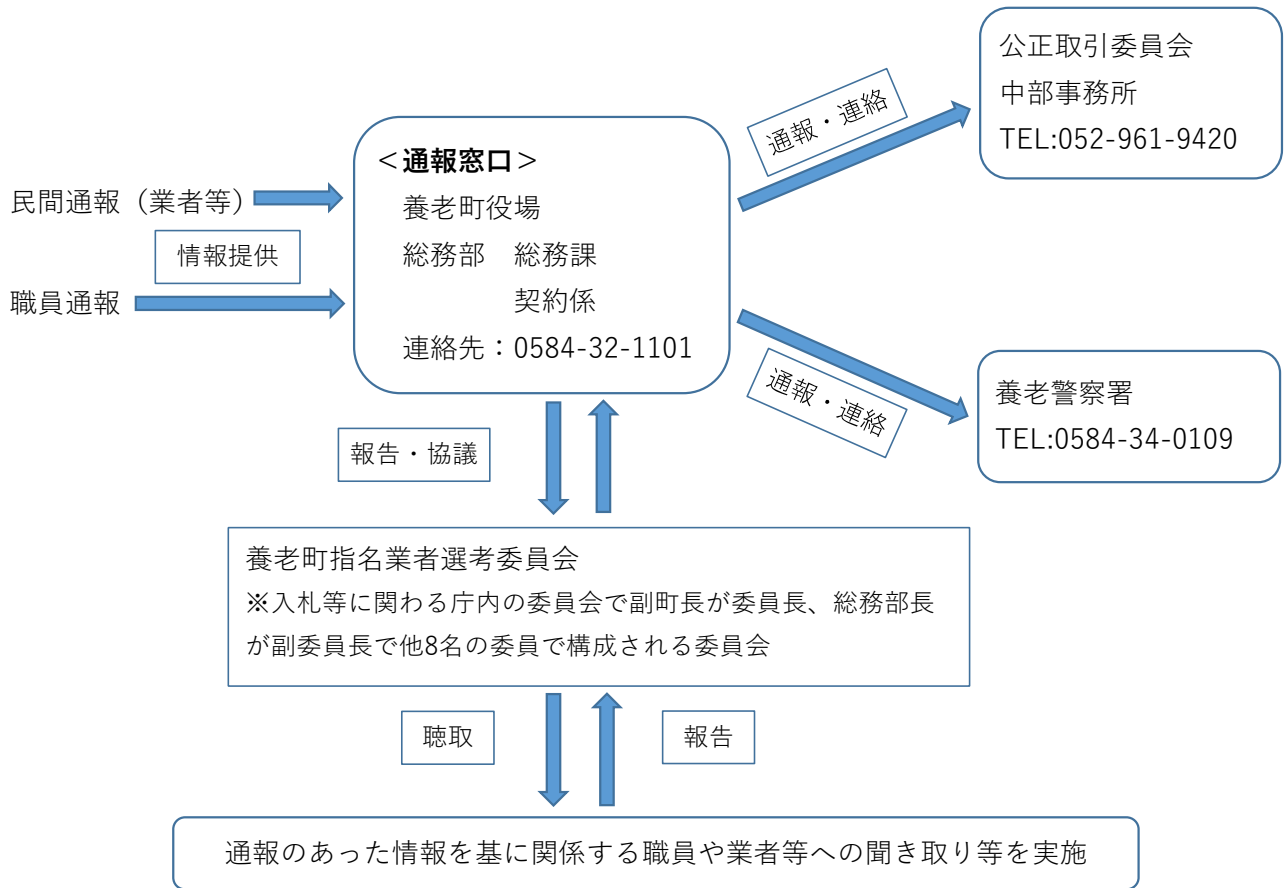 民間通報（業者等）
情報提供
職員通報
＜通報窓口＞
養老町役場
総務部　総務課
契約係
連絡先：0584-32-1101
通報・連絡
公正取引委員会
中部事務所
TEL:052-961-9420
通報・連絡
養老警察署
TEL:0584-34-0109
報告・協議
養老町指名業者選考委員会
※入札等に関わる庁内の委員会で副町長が委員長、総務部長
が副委員長で他8名の委員で構成される委員会
聴取
報告
通報のあった情報を基に関係する職員や業者等への聞き取り等を実施